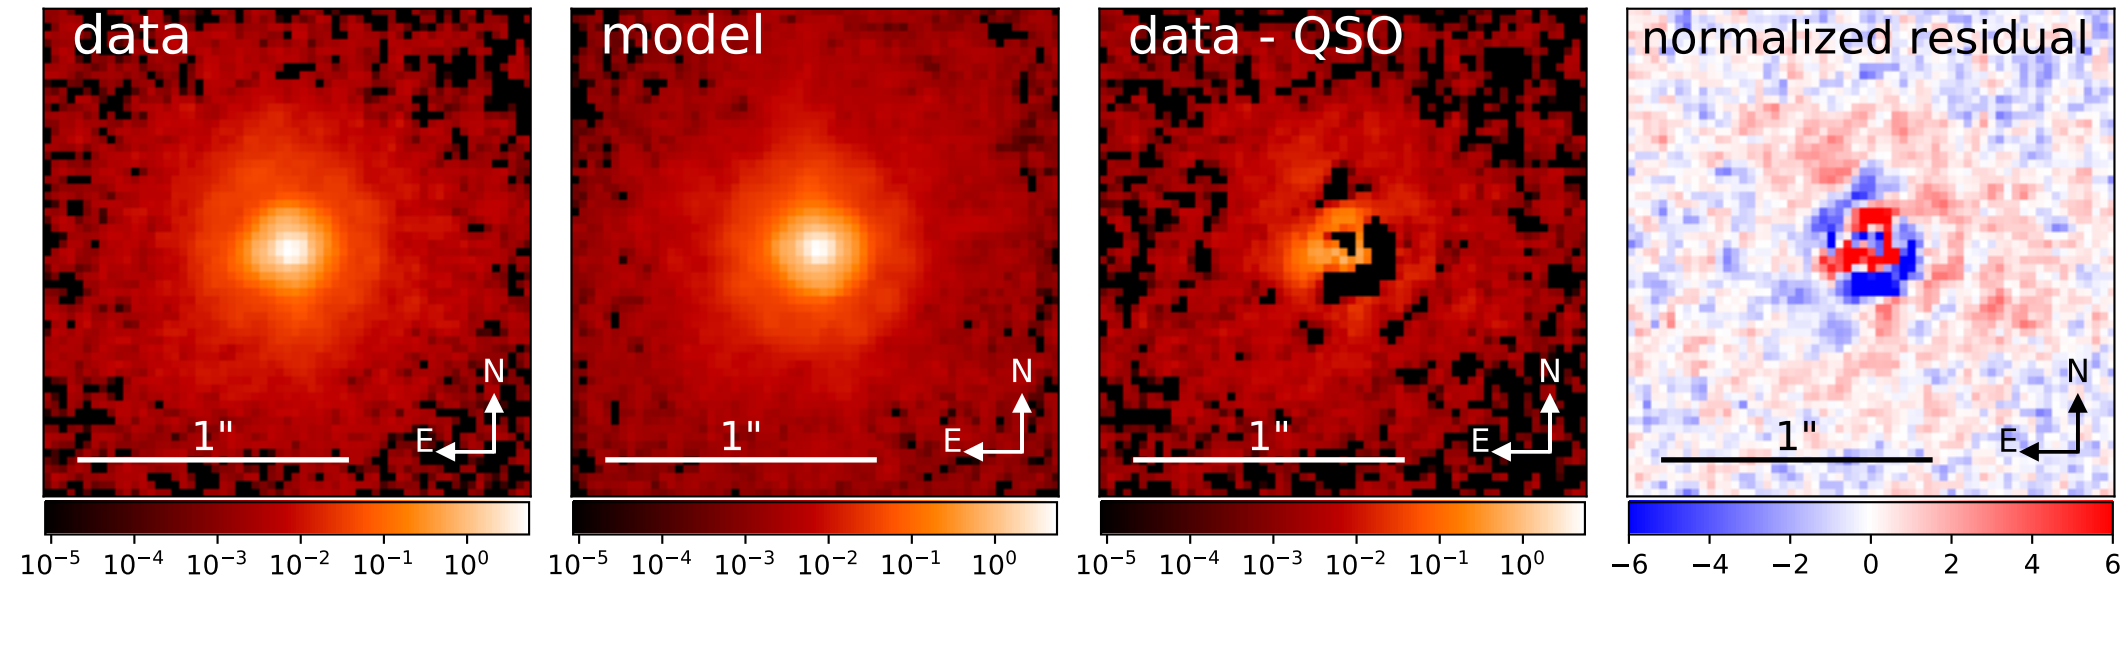 data
model
data - QSO
normalized residual
N
N
N
N
1"
E
1"
E
1"
E
1"
E
10⁻⁵ 10⁻⁴ 10⁻³ 10⁻² 10⁻¹ 10⁰
10⁻⁵ 10⁻⁴ 10⁻³ 10⁻² 10⁻¹ 10⁰
10⁻⁵ 10⁻⁴ 10⁻³ 10⁻² 10⁻¹ 10⁰
−6 −4 −2 0 2 4 6